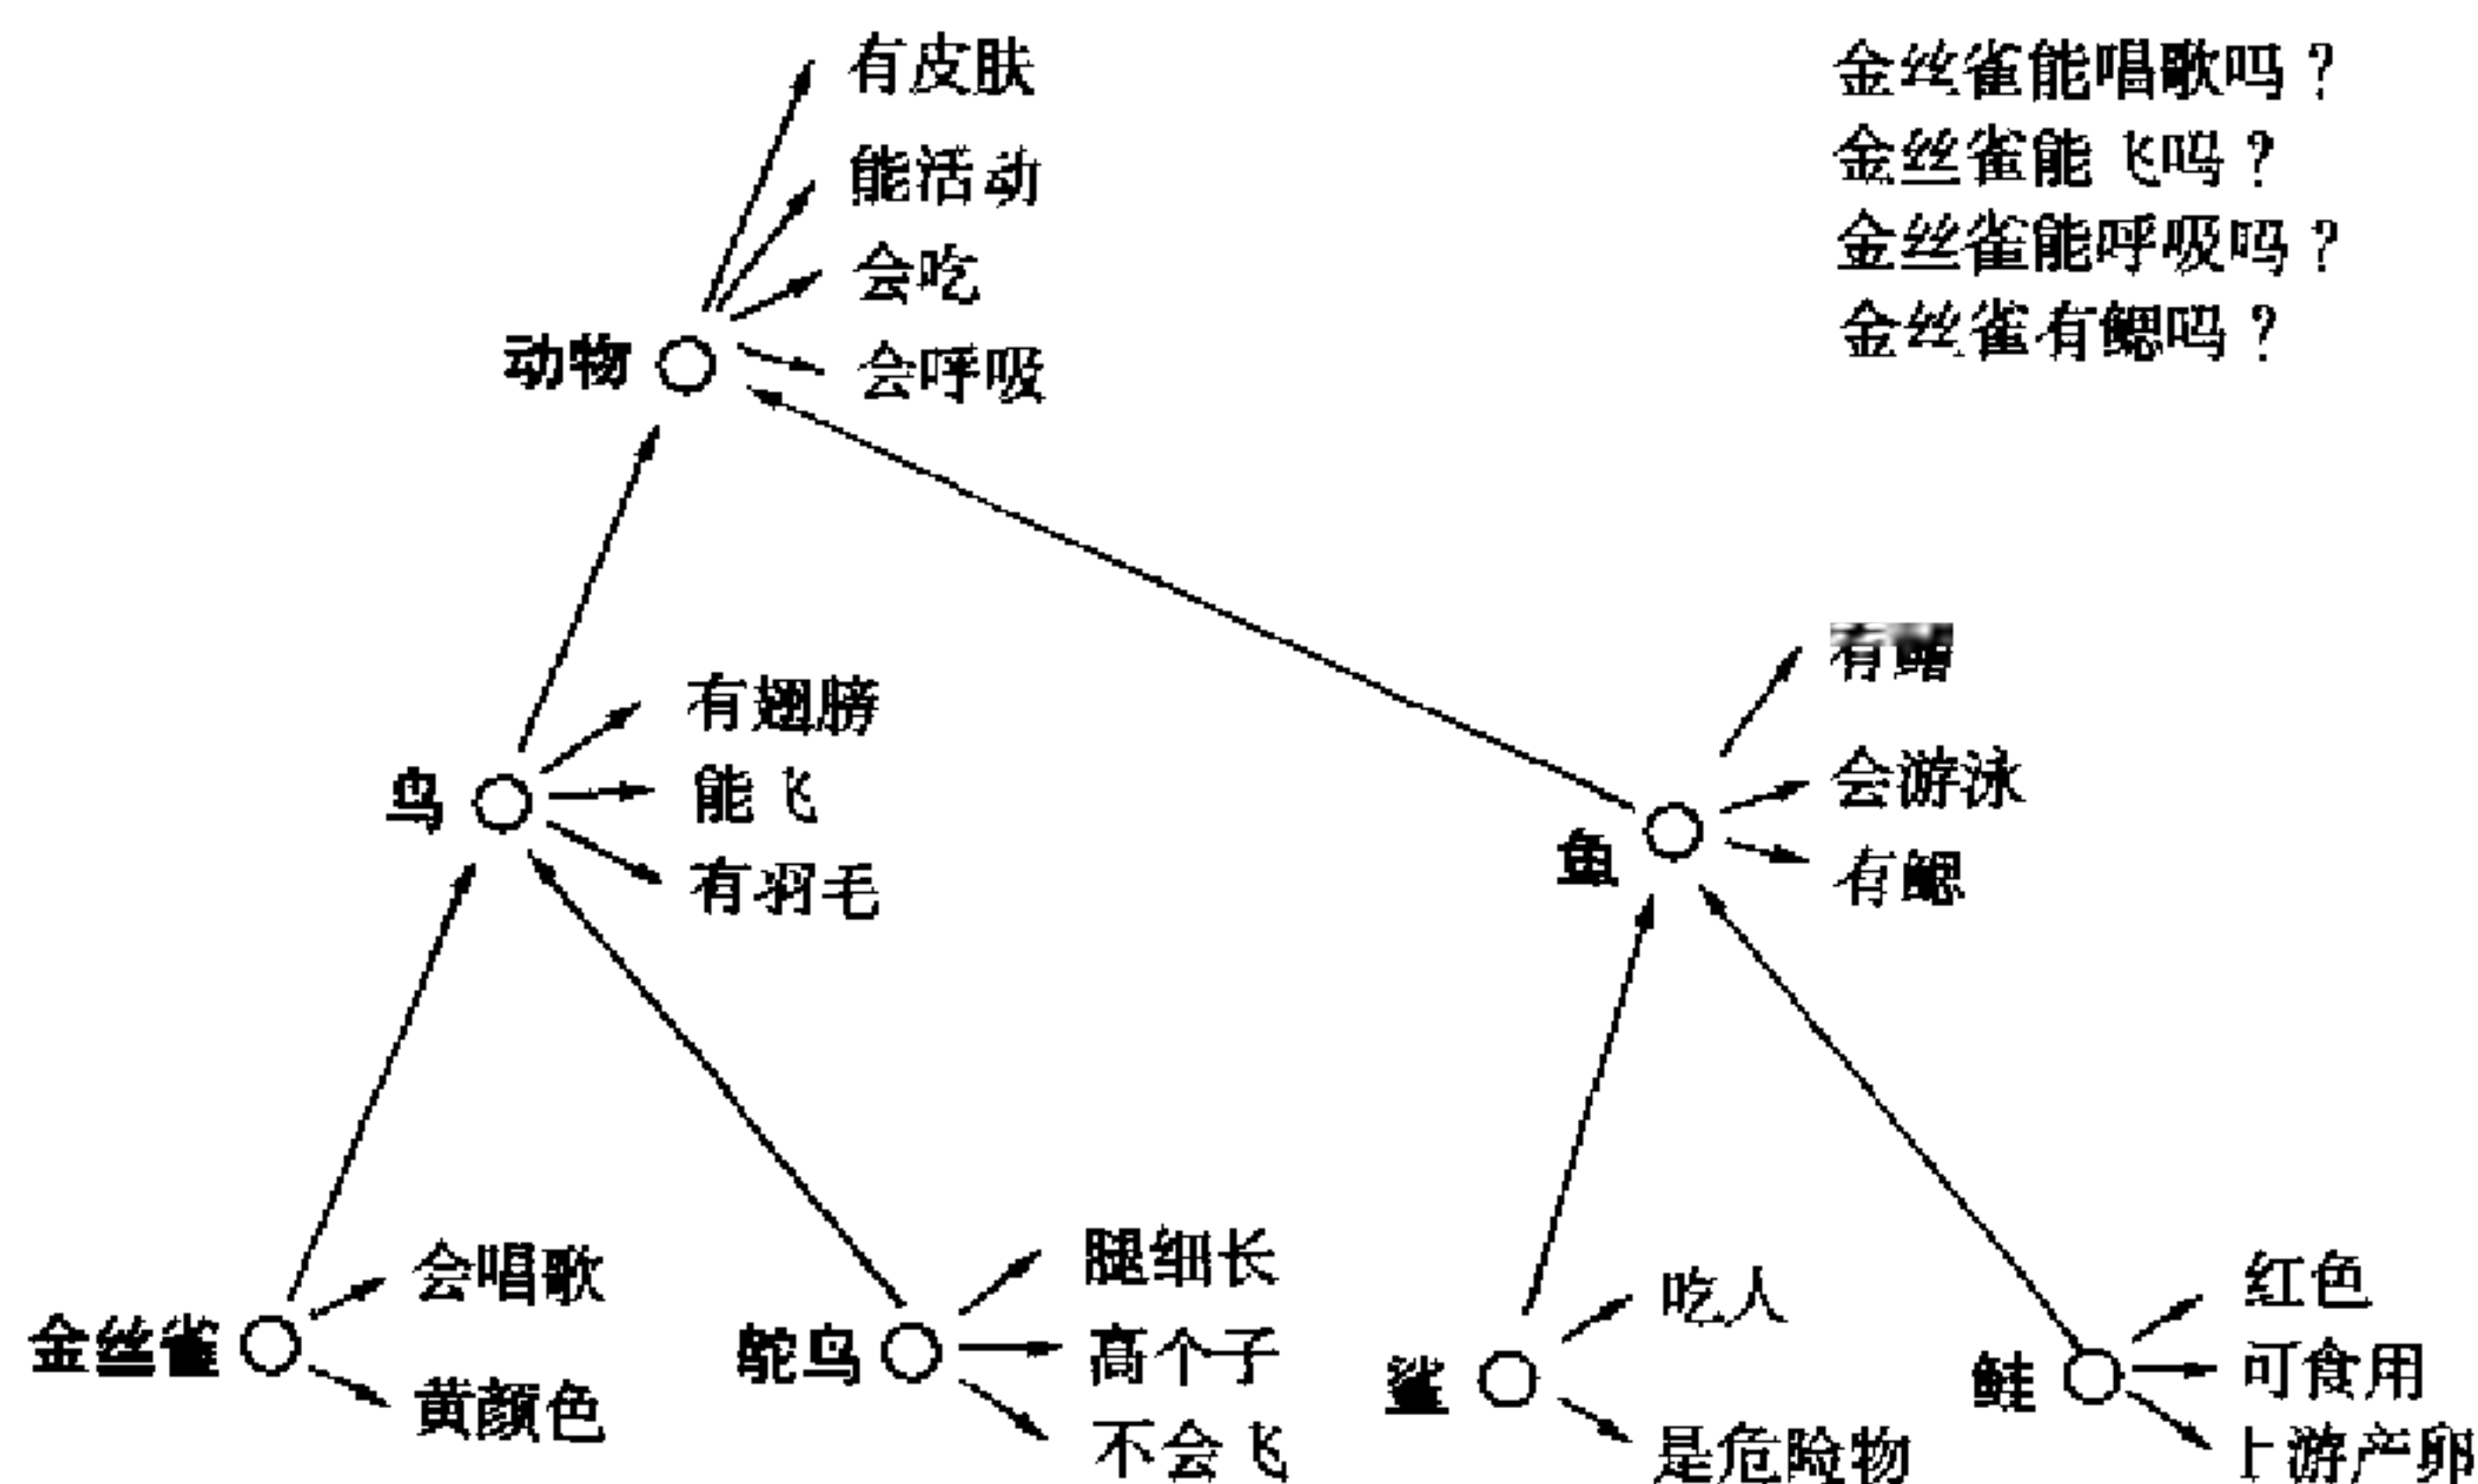 有皮肤
能活动
会吃
会呼吸
动物
金丝雀能唱歌吗？
金丝雀能飞吗？
金丝雀能呼吸吗？
金丝雀有鳃吗？
鸟
有翅膀
能飞
有羽毛
鱼
有
会游泳
有鳃
金丝雀
会唱歌
黄颜色
鸵鸟
腿细长
高个子
不会飞
鲨
吃人
是危险物
鲑
红色
可食用
上游产卵